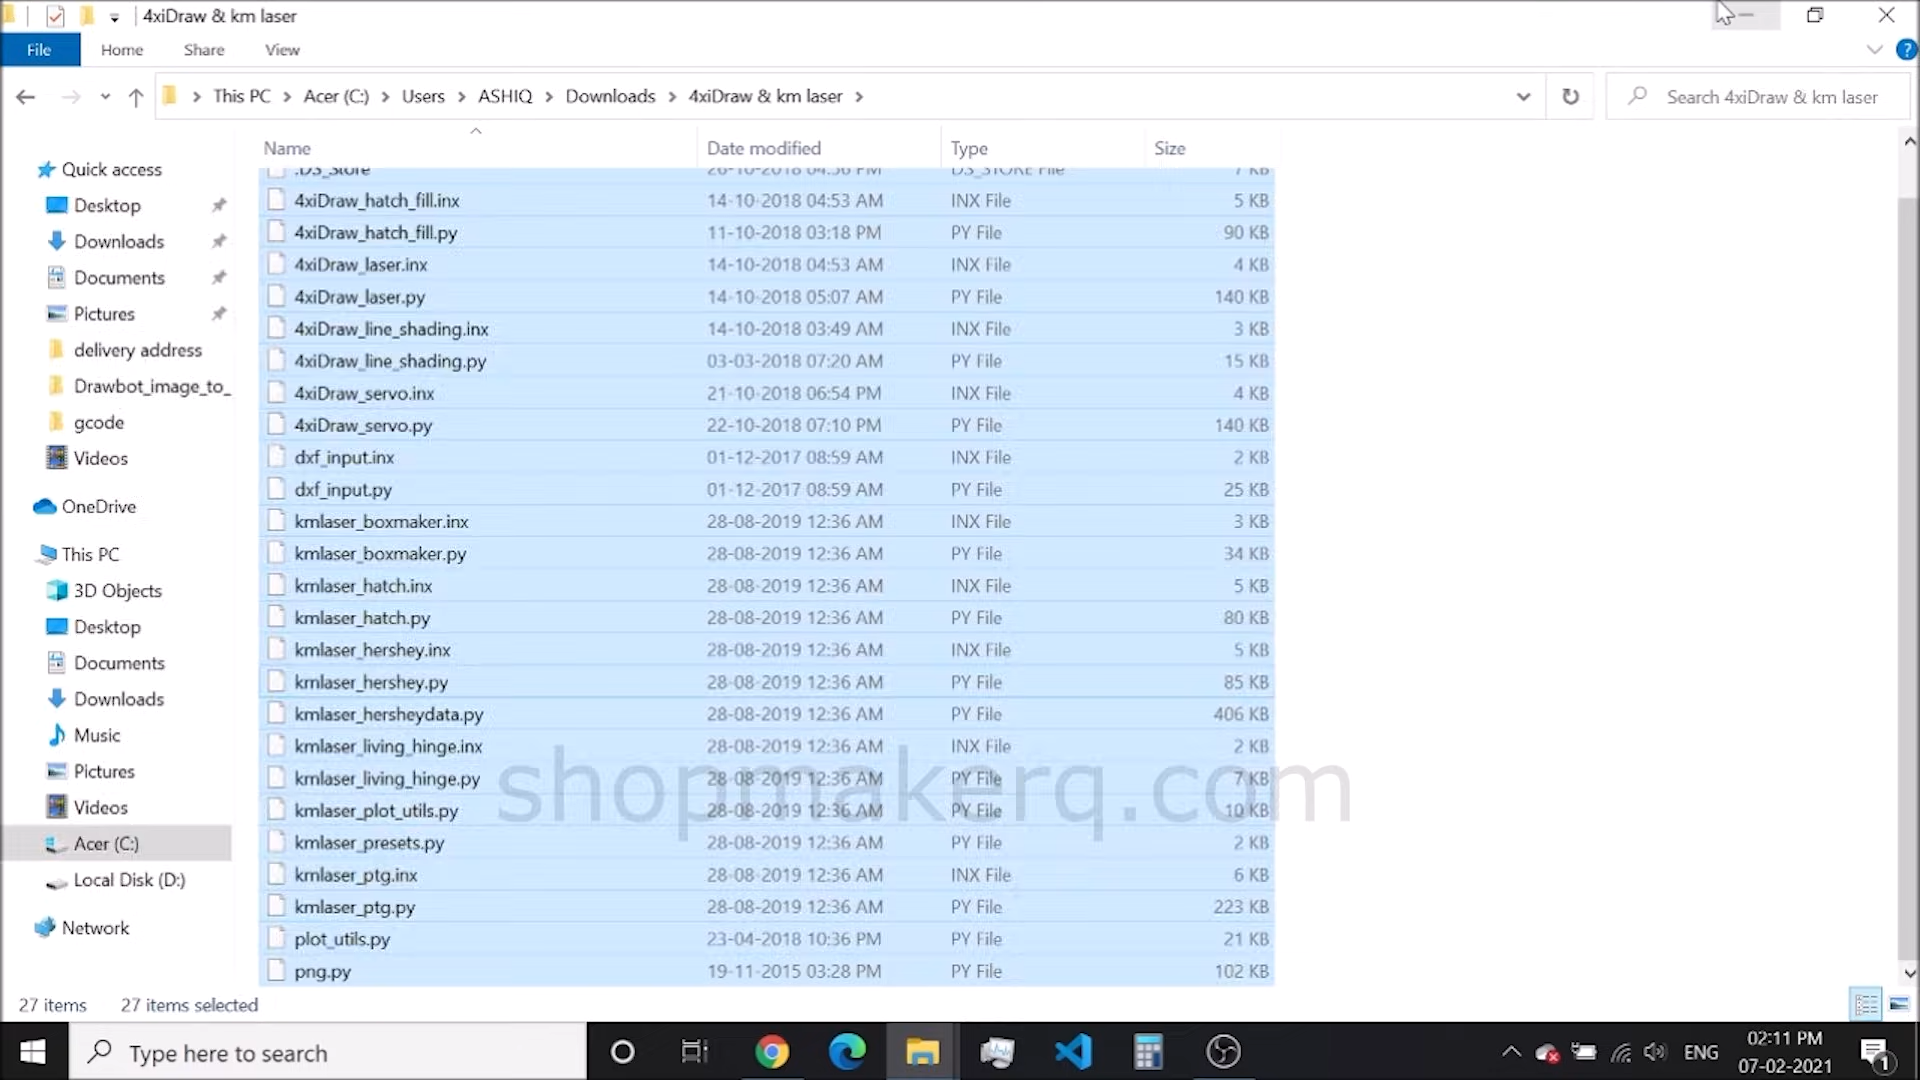 4xiDraw & km laser
File Home Share View
This PC Acer (C:) Users ASHIQ Downloads 4xiDraw & km laser
Search 4xiDraw & km laser
Name Date modified Type Size
.DS_Store 26-10-2018 04:56 PM DS_STORE File 7 KB
4xiDraw_hatch_fill.inx 14-10-2018 04:53 AM INX File 5 KB
4xiDraw_hatch_fill.py 11-10-2018 03:18 PM PY File 90 KB
4xiDraw_laser.inx 14-10-2018 04:53 AM INX File 4 KB
4xiDraw_laser.py 14-10-2018 05:07 AM PY File 140 KB
4xiDraw_line_shading.inx 14-10-2018 03:49 AM INX File 3 KB
4xiDraw_line_shading.py 03-03-2018 07:20 AM PY File 15 KB
4xiDraw_servo.inx 21-10-2018 06:54 PM INX File 4 KB
4xiDraw_servo.py 22-10-2018 07:10 PM PY File 140 KB
dxf_input.inx 01-12-2017 08:59 AM INX File 2 KB
dxf_input.py 01-12-2017 08:59 AM PY File 25 KB
kmlaser_boxmaker.inx 28-08-2019 12:36 AM INX File 3 KB
kmlaser_boxmaker.py 28-08-2019 12:36 AM PY File 34 KB
kmlaser_hatch.inx 28-08-2019 12:36 AM INX File 5 KB
kmlaser_hatch.py 28-08-2019 12:36 AM PY File 80 KB
kmlaser_hershey.inx 28-08-2019 12:36 AM INX File 5 KB
kmlaser_hershey.py 28-08-2019 12:36 AM PY File 85 KB
kmlaser_hersheydata.py 28-08-2019 12:36 AM PY File 406 KB
kmlaser_living_hinge.inx 28-08-2019 12:36 AM INX File 2 KB
kmlaser_living_hinge.py 28-08-2019 12:36 AM PY File 7 KB
kmlaser_plot_utils.py 28-08-2019 12:36 AM PY File 10 KB
kmlaser_presets.py 28-08-2019 12:36 AM PY File 2 KB
kmlaser_ptg.inx 28-08-2019 12:36 AM INX File 6 KB
kmlaser_ptg.py 28-08-2019 12:36 AM PY File 223 KB
plot_utils.py 23-04-2018 10:36 PM PY File 21 KB
png.py 19-11-2015 03:28 PM PY File 102 KB
shopmakerq.com
Quick access
Desktop
Downloads
Documents
Pictures
delivery address
Drawbot_image_to_
gcode
Videos
OneDrive
This PC
3D Objects
Desktop
Documents
Downloads
Music
Pictures
Videos
Acer (C:)
Local Disk (D:)
Network
27 items 27 items selected
Type here to search
ENG
02:11 PM
07-02-2021
1